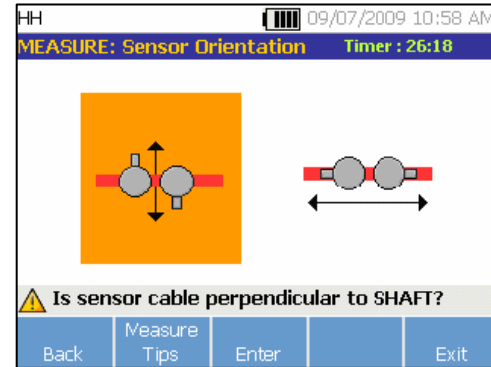 HH 09/07/2009 10:58 AM
MEASURE: Sensor Orientation Timer : 26:18
Is sensor cable perpendicular to SHAFT?
Back Measure Tips Enter Exit